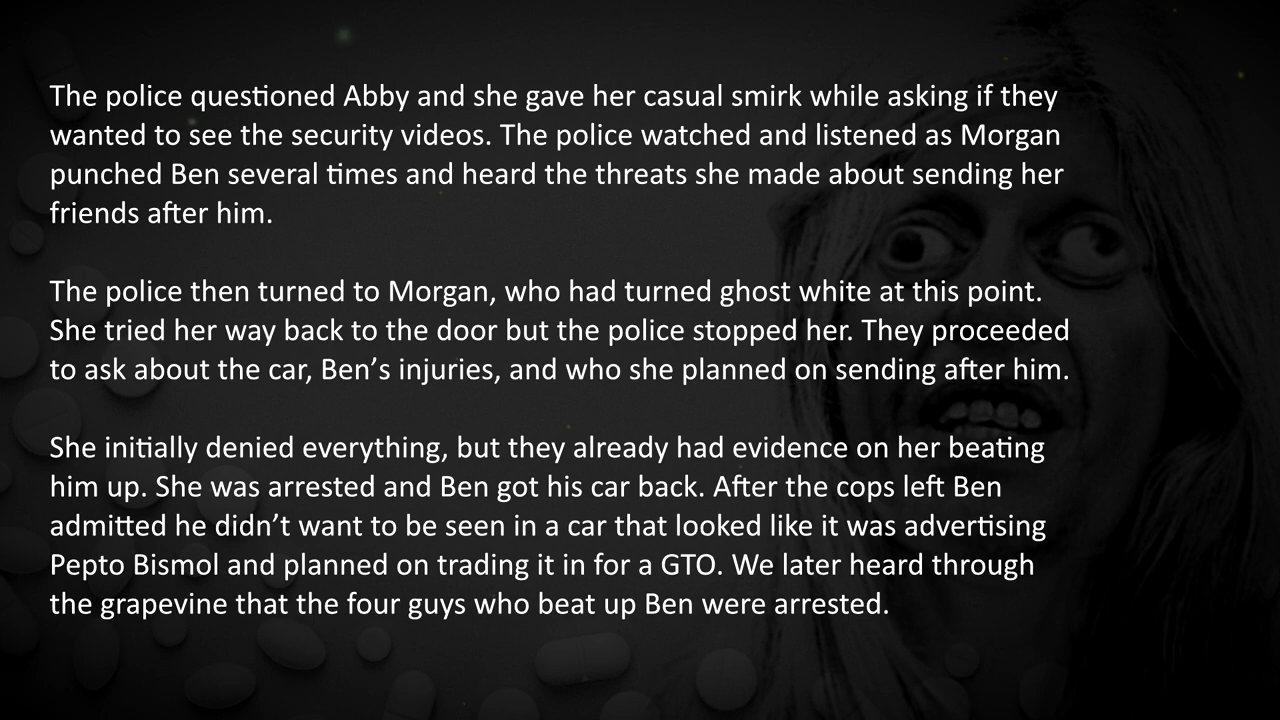 The police questioned Abby and she gave her casual smirk while asking if they
wanted to see the security videos. The police watched and listened as Morgan
punched Ben several times and heard the threats she made about sending her
friends after him.
The police then turned to Morgan, who had turned ghost white at this point.
She tried her way back to the door but the police stopped her. They proceeded
to ask about the car, Ben’s injuries, and who she planned on sending after him.
She initially denied everything, but they already had evidence on her beating
him up. She was arrested and Ben got his car back. After the cops left Ben
admitted he didn’t want to be seen in a car that looked like it was advertising
Pepto Bismol and planned on trading it in for a GTO. We later heard through
the grapevine that the four guys who beat up Ben were arrested.